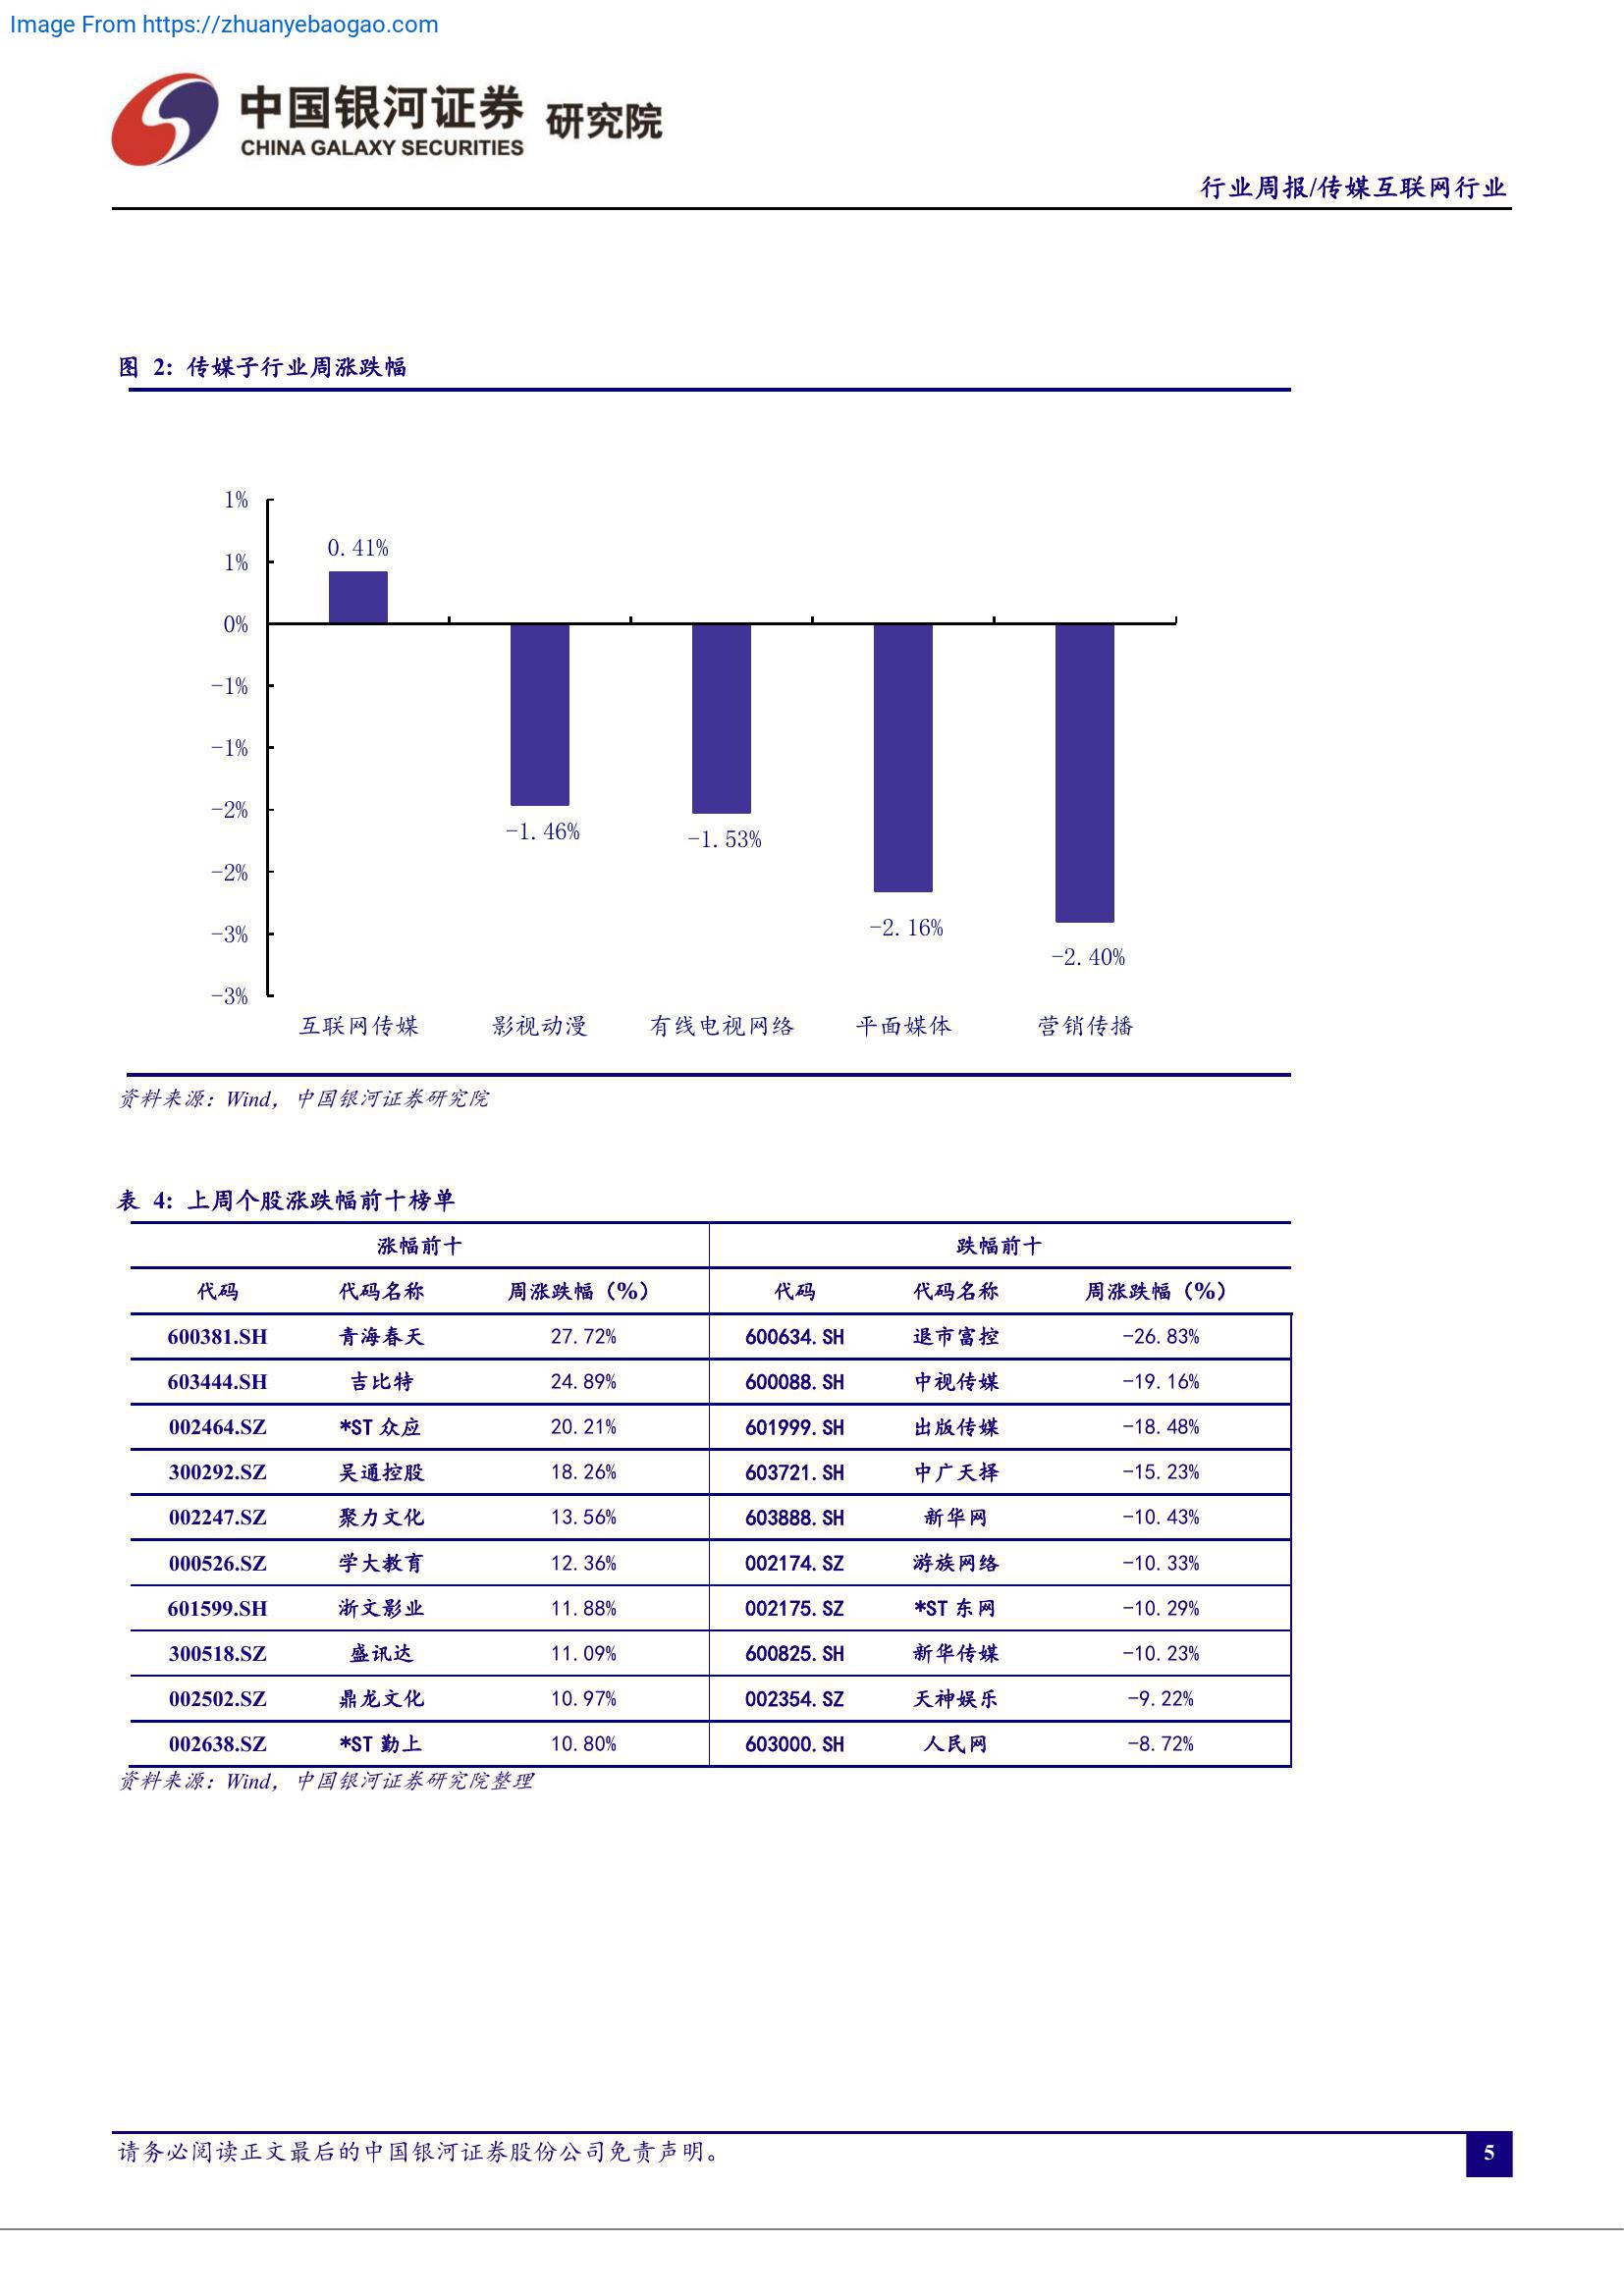 Image From https://zhuanyebaogao.com
中国银河证券 研究院
CHINA GALAXY SECURITIES
行业周报/传媒互联网行业
图 2: 传媒子行业周涨跌幅
1%
0.41%
1%
0%
-1%
-1%
-2%
-1.46%
-1.53%
-2%
-2.16%
-3%
-2.40%
-3%
互联网传媒 影视动漫 有线电视网络 平面媒体 营销传播
资料来源：Wind，中国银河证券研究院
表 4: 上周个股涨跌幅前十榜单
涨幅前十 跌幅前十
代码 代码名称 周涨跌幅（%） 代码 代码名称 周涨跌幅（%）
600381.SH 青海春天 27.72% 600634.SH 退市富控 -26.83%
603444.SH 吉比特 24.89% 600088.SH 中视传媒 -19.16%
002464.SZ *ST 众应 20.21% 601999.SH 出版传媒 -18.48%
300292.SZ 吴通控股 18.26% 603721.SH 中广天择 -15.23%
002247.SZ 聚力文化 13.56% 603888.SH 新华网 -10.43%
000526.SZ 学大教育 12.36% 002174.SZ 游族网络 -10.33%
601599.SH 浙文影业 11.88% 002175.SZ *ST 东网 -10.29%
300518.SZ 盛讯达 11.09% 600825.SH 新华传媒 -10.23%
002502.SZ 鼎龙文化 10.97% 002354.SZ 天神娱乐 -9.22%
002638.SZ *ST 勤上 10.80% 603000.SH 人民网 -8.72%
资料来源：Wind，中国银河证券研究院整理
请务必阅读正文最后的中国银河证券股份公司免责声明。
5